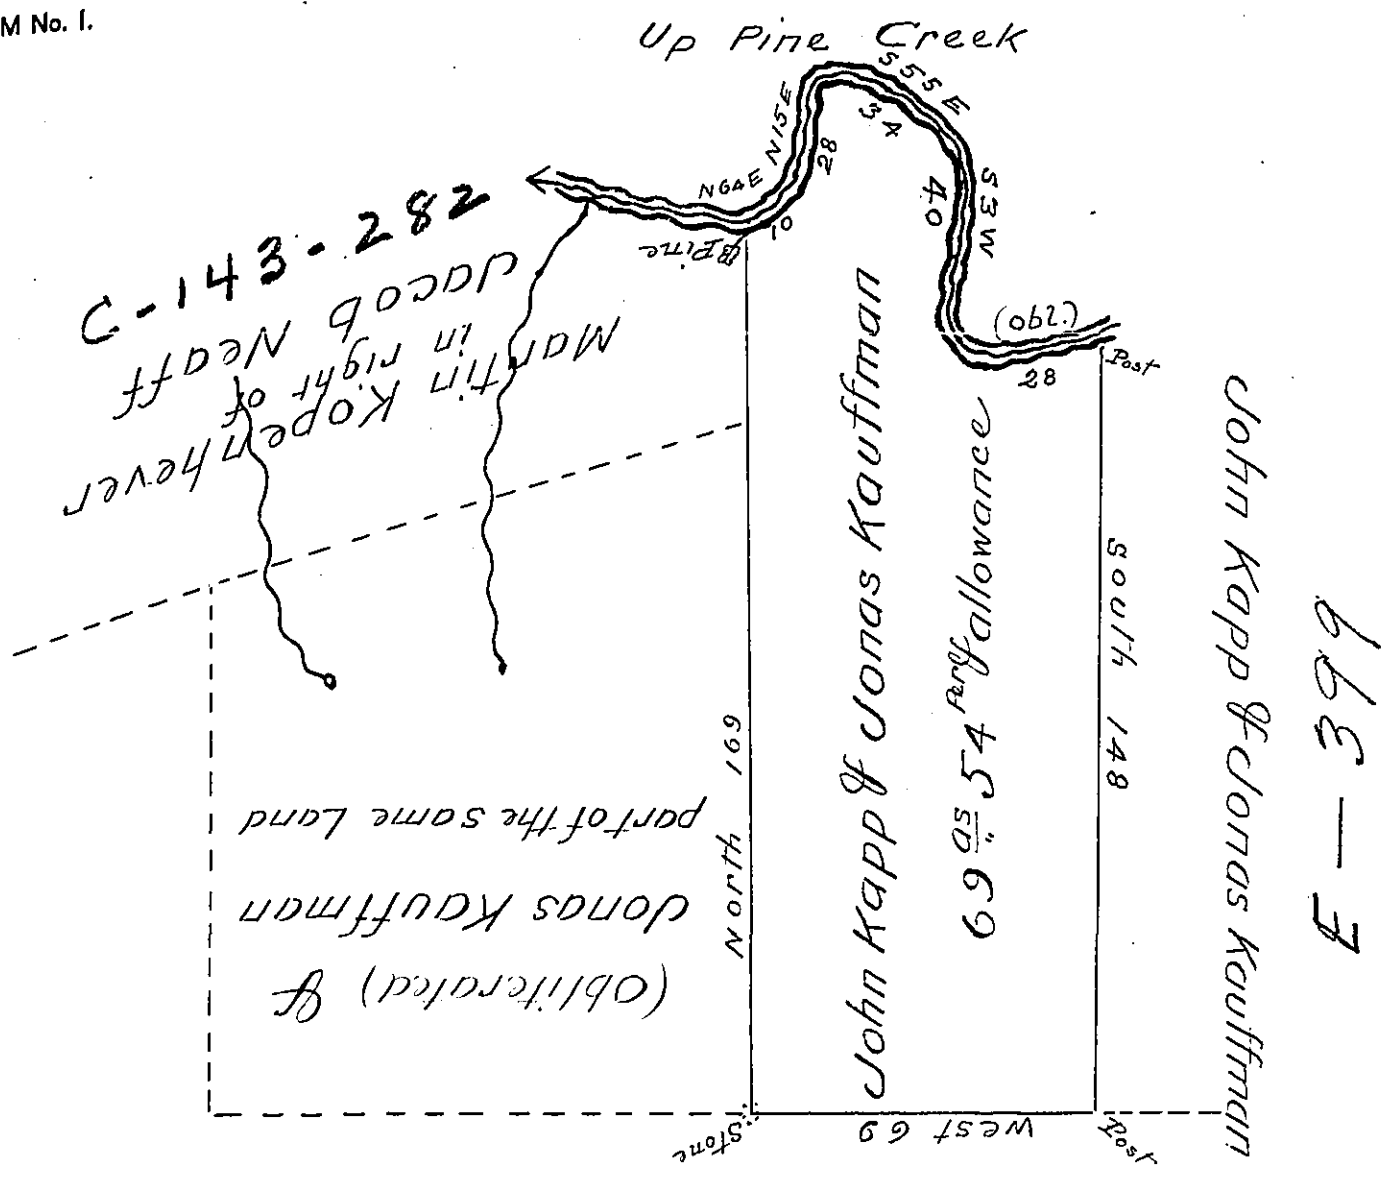 M No. 1.
Up Pine Creek
N64E
N15E
S55E
S3W
(obl.)
10
28
34
40
28
B Pine
Post
C-143-282
Martin Kopenhever
in right of
Jacob Neaff
John Kapp & Jonas Kauffman
69 as 54 Per & allowance
South 148
John Kapp & Jonas Kauffman
E-399
North 169
(obliterated) &
Jonas Kauffman
part of the same Land
Stone
West 69
Post